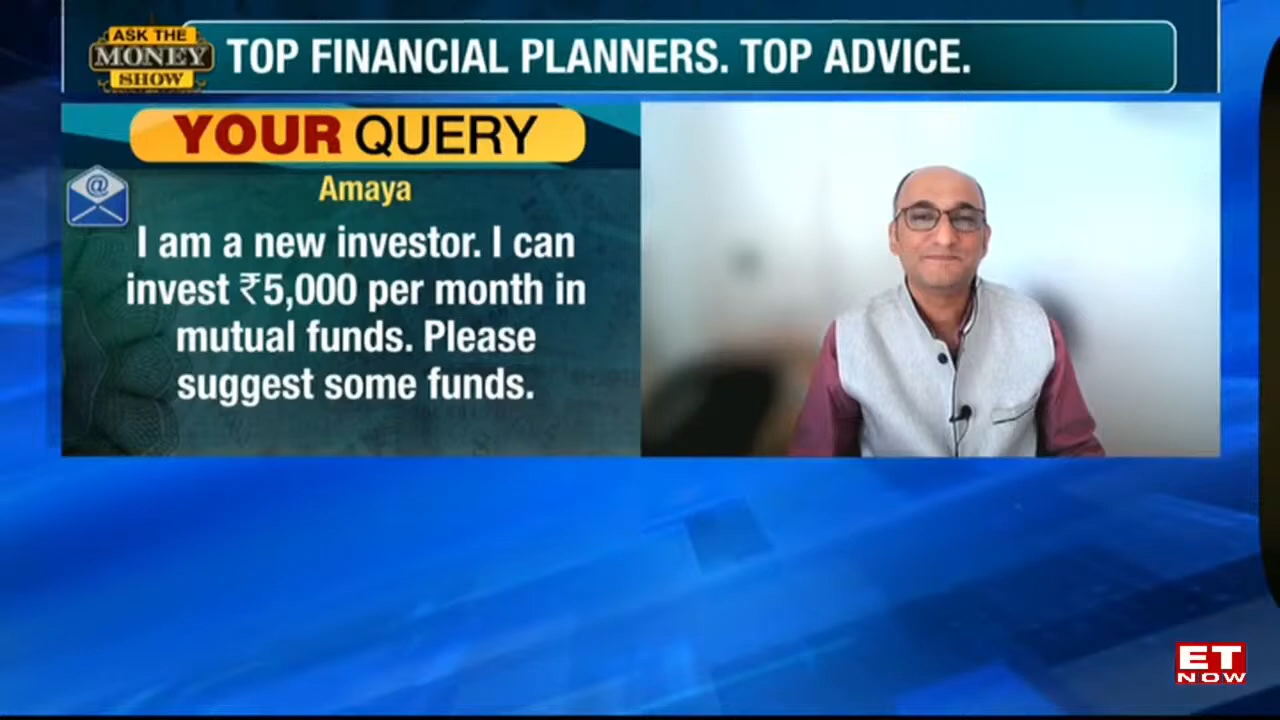 ASK THE
MONEY
SHOW
TOP FINANCIAL PLANNERS. TOP ADVICE.
YOUR QUERY
@
Amaya
I am a new investor. I can
invest ₹5,000 per month in
mutual funds. Please
suggest some funds.
ET
NOW